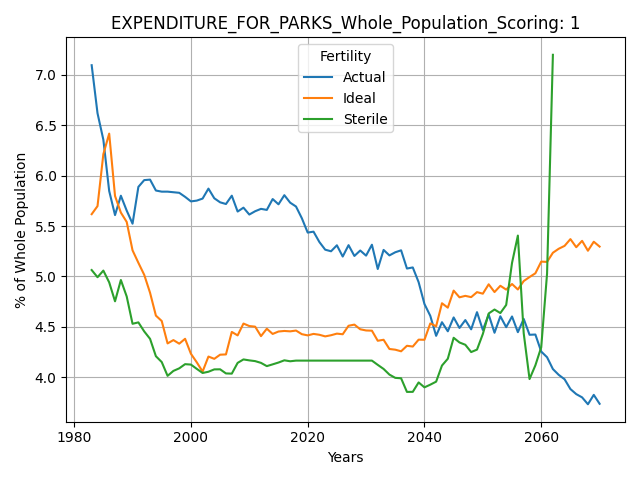 EXPENDITURE_FOR_PARKS_Whole_Population_Scoring: 1
Fertility
Actual
Ideal
Sterile
% of Whole Population
7.0
6.5
6.0
5.5
5.0
4.5
4.0
1980 2000 2020 2040 2060
Years